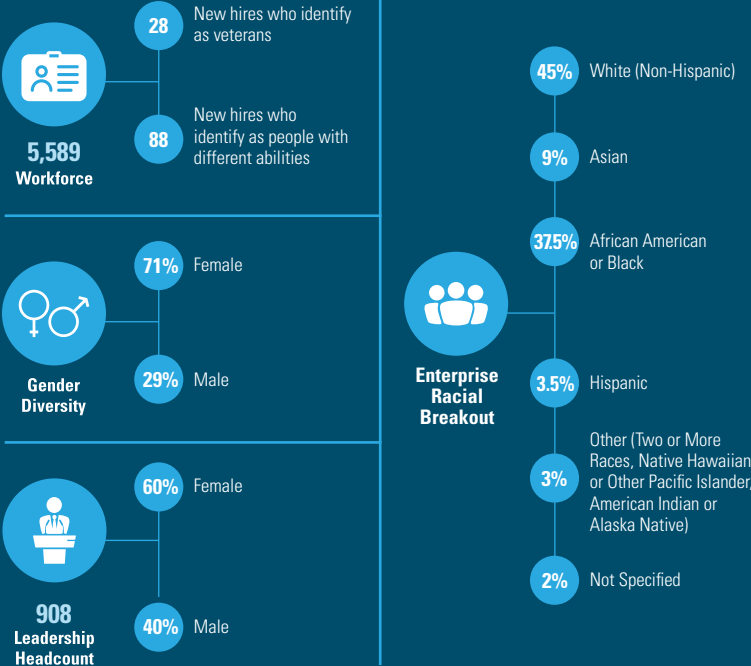 28
New hires who identify
as veterans
88
New hires who
identify as people with
different abilities
5,589
Workforce
71%
Female
29%
Male
Gender
Diversity
60%
Female
40%
Male
908
Leadership
Headcount
Enterprise
Racial
Breakout
45%
White (Non-Hispanic)
9%
Asian
37.5%
African American
or Black
3.5%
Hispanic
3%
Other (Two or More
Races, Native Hawaiian
or Other Pacific Islander,
American Indian or
Alaska Native)
2%
Not Specified